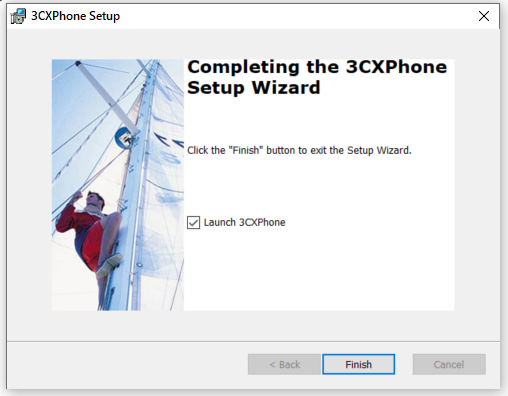 3CXPhone Setup
Completing the 3CXPhone
Setup Wizard
Click the "Finish" button to exit the Setup Wizard.
Launch 3CXPhone
< Back
Finish
Cancel